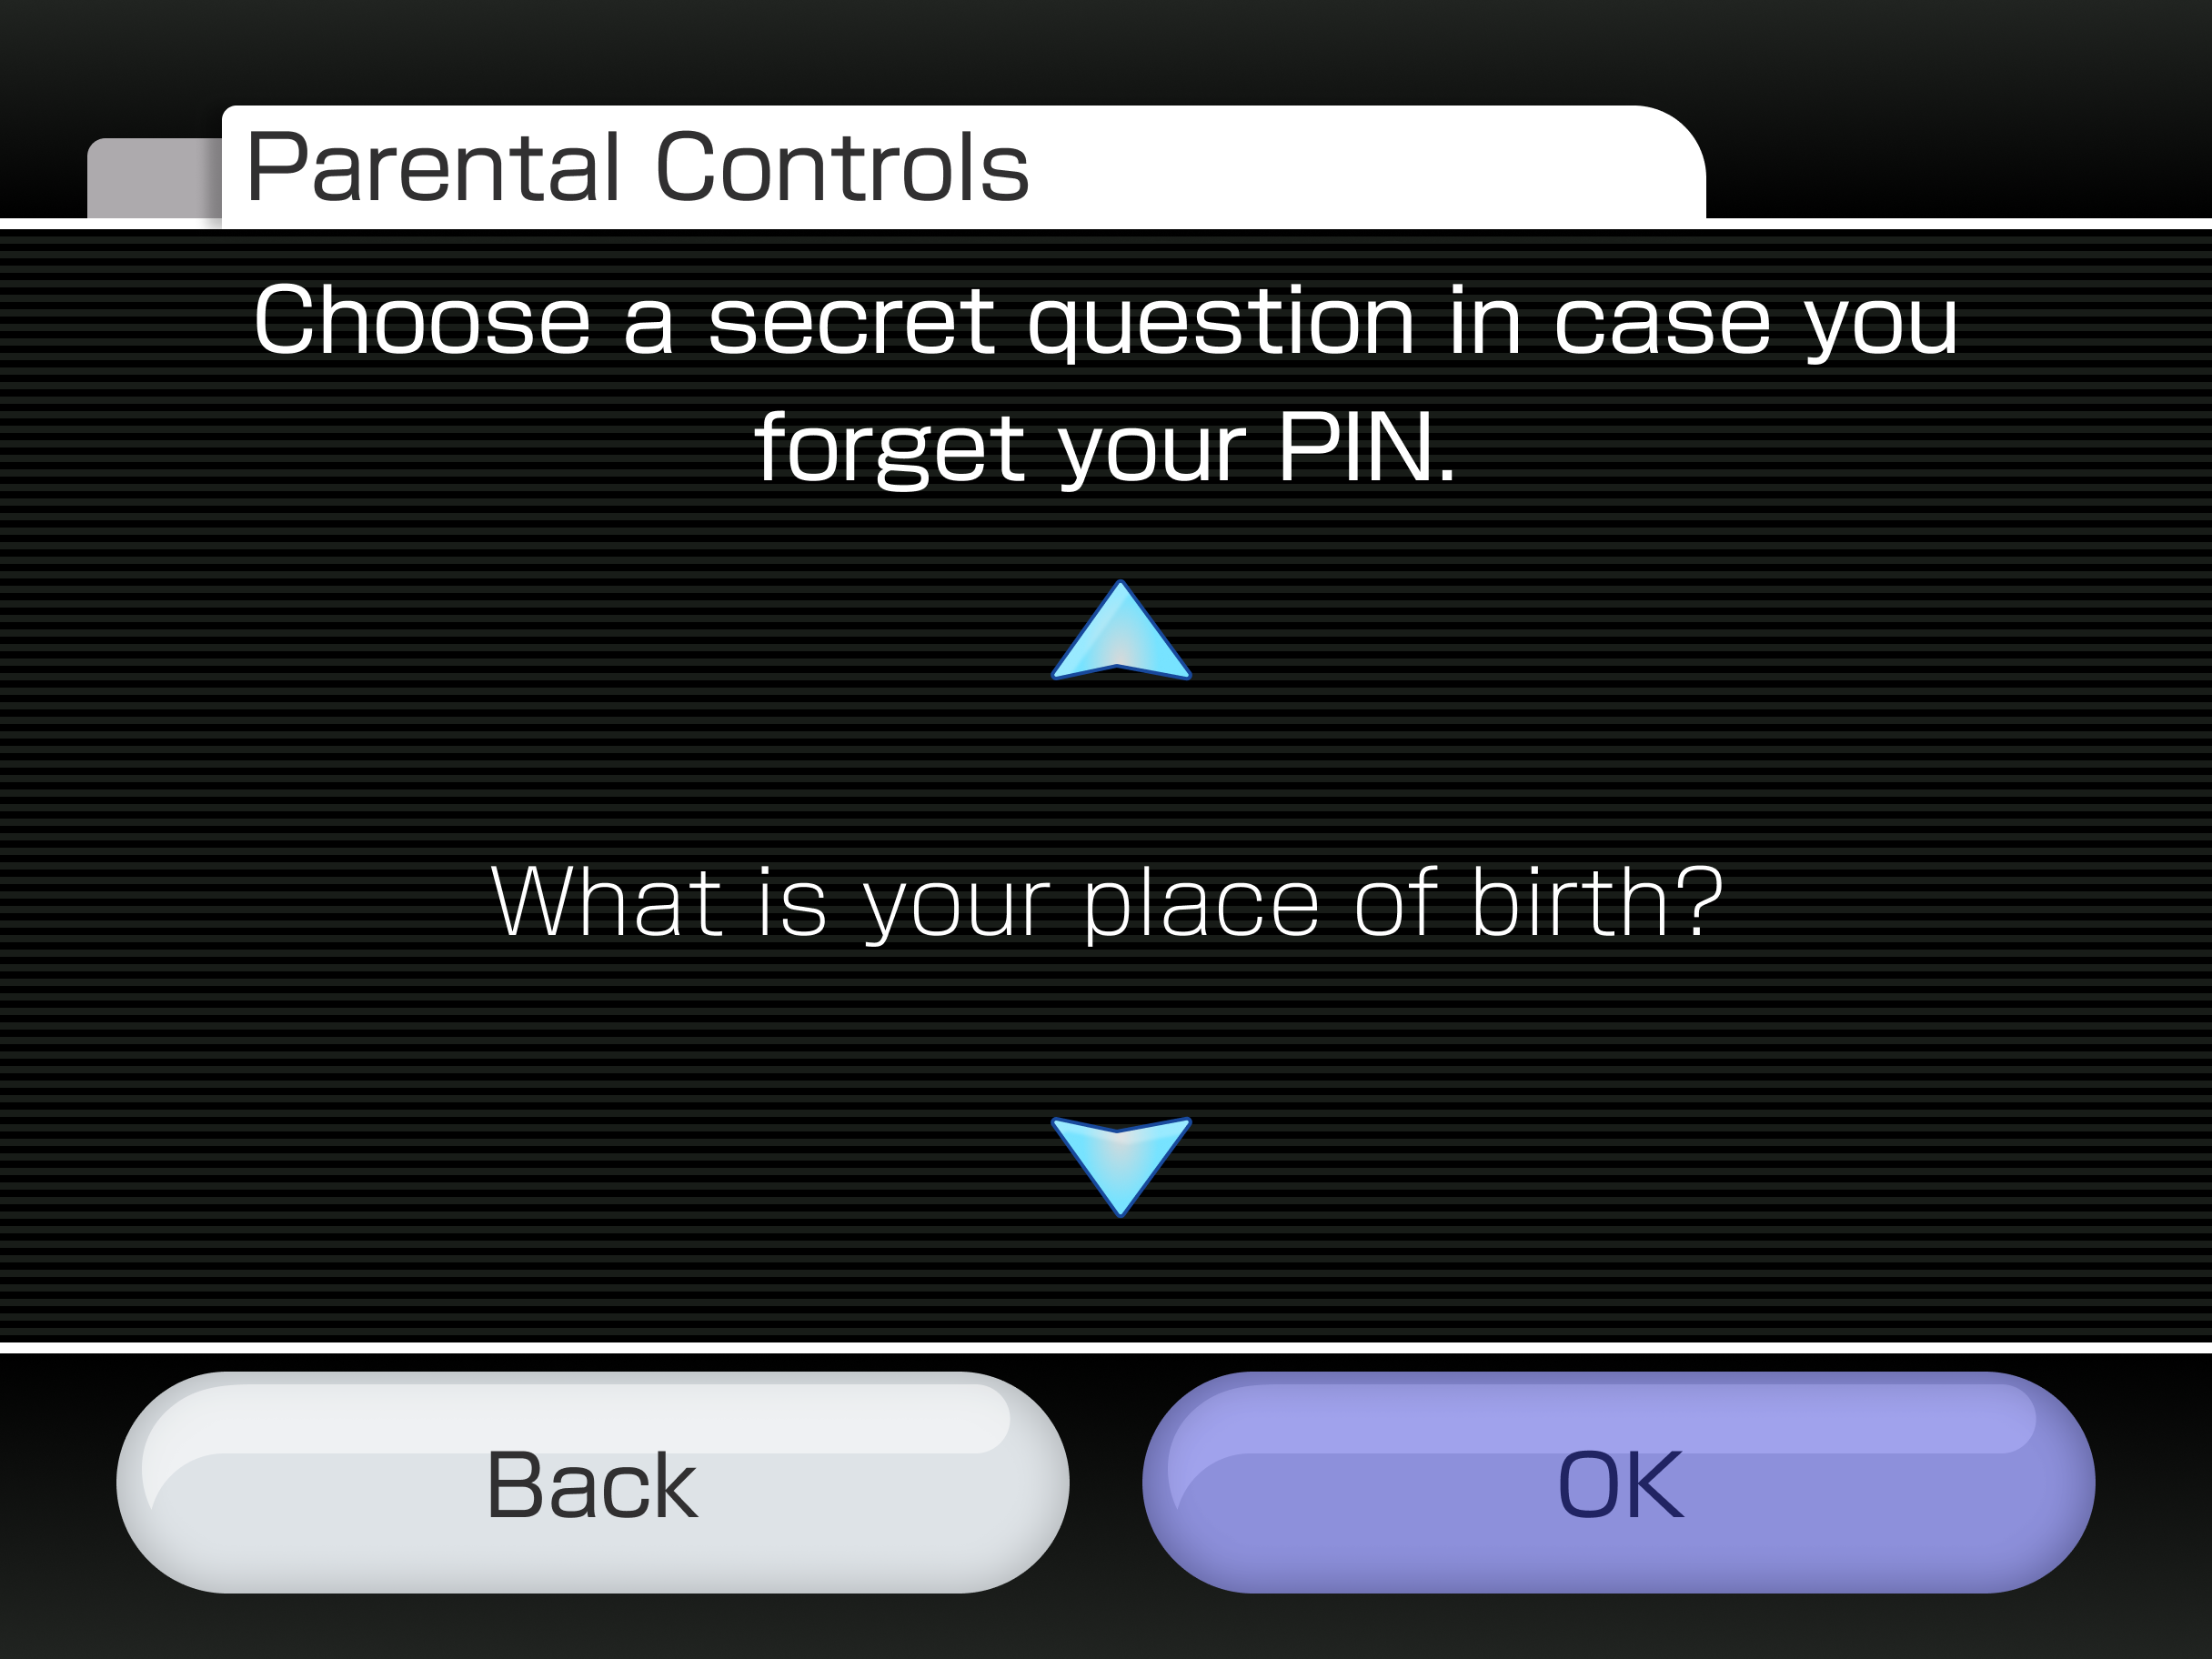 Parental Controls
Choose a secret question in case you
forget your PIN.
What is your place of birth?
Back
OK